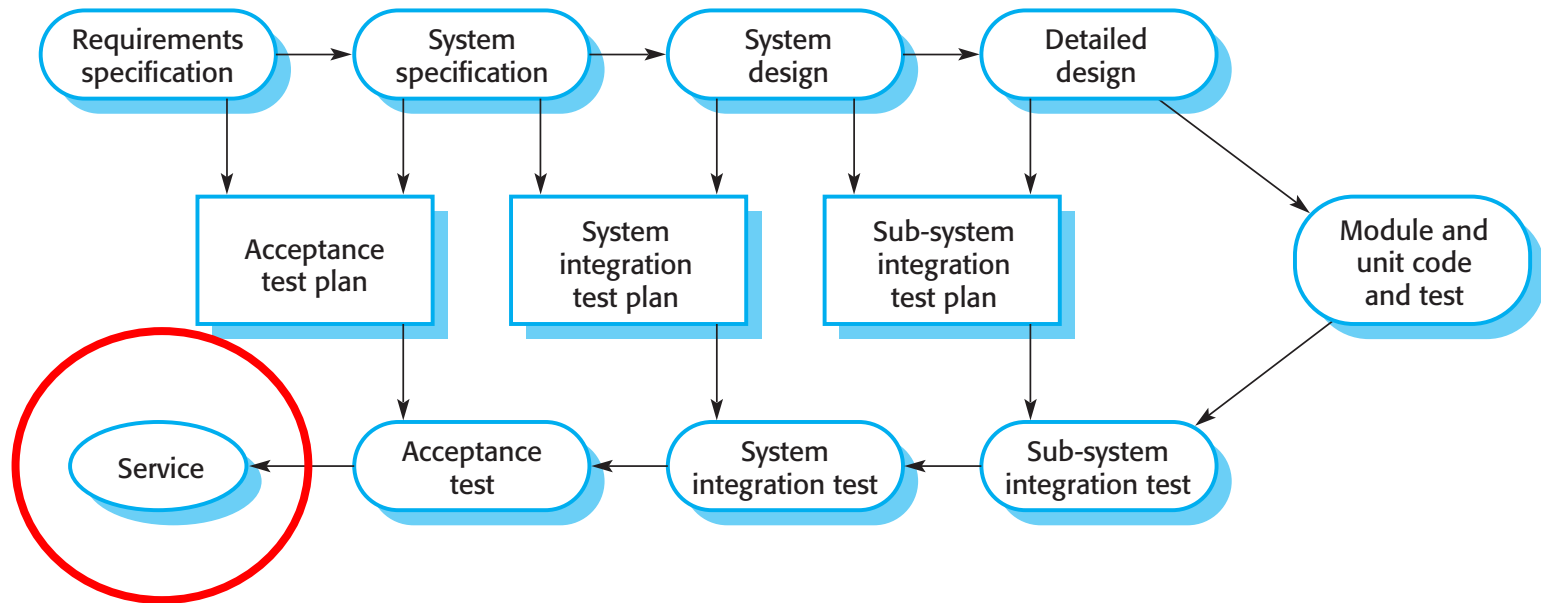 Requirements
specification
System
specification
System
design
Detailed
design
Acceptance
test plan
System
integration
test plan
Sub-system
integration
test plan
Module and
unit code
and test
Service
Acceptance
test
System
integration test
Sub-system
integration test